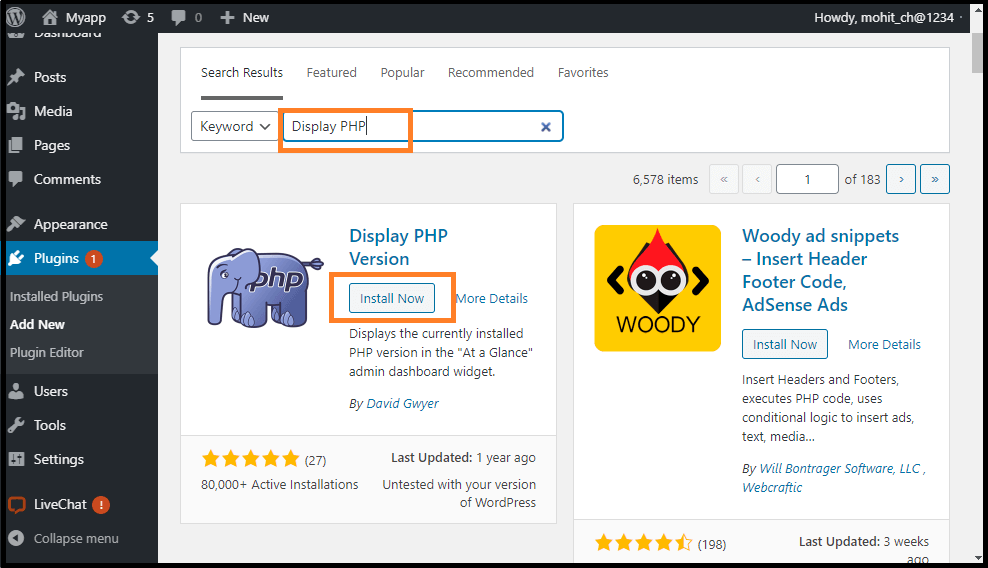 Myapp 5 0 New Howdy, mohit_ch@1234
Dashboard
Posts
Media
Pages
Comments
Appearance
Plugins 1
Installed Plugins
Add New
Plugin Editor
Users
Tools
Settings
LiveChat !
Collapse menu
Search Results Featured Popular Recommended Favorites
Keyword Display PHP
6,578 items « ‹ 1 of 183 › »
php
Display PHP
Version
Install Now More Details
Displays the currently installed
PHP version in the "At a Glance"
admin dashboard widget.
By David Gwyer
(27)
80,000+ Active Installations
Last Updated: 1 year ago
Untested with your version
of WordPress
WOODY
Woody ad snippets
– Insert Header
Footer Code,
AdSense Ads
Install Now More Details
Insert Headers and Footers,
executes PHP code, uses
conditional logic to insert ads,
text, media...
By Will Bontrager Software, LLC ,
Webcraftic
(198)
Last Updated: 3 weeks
ago